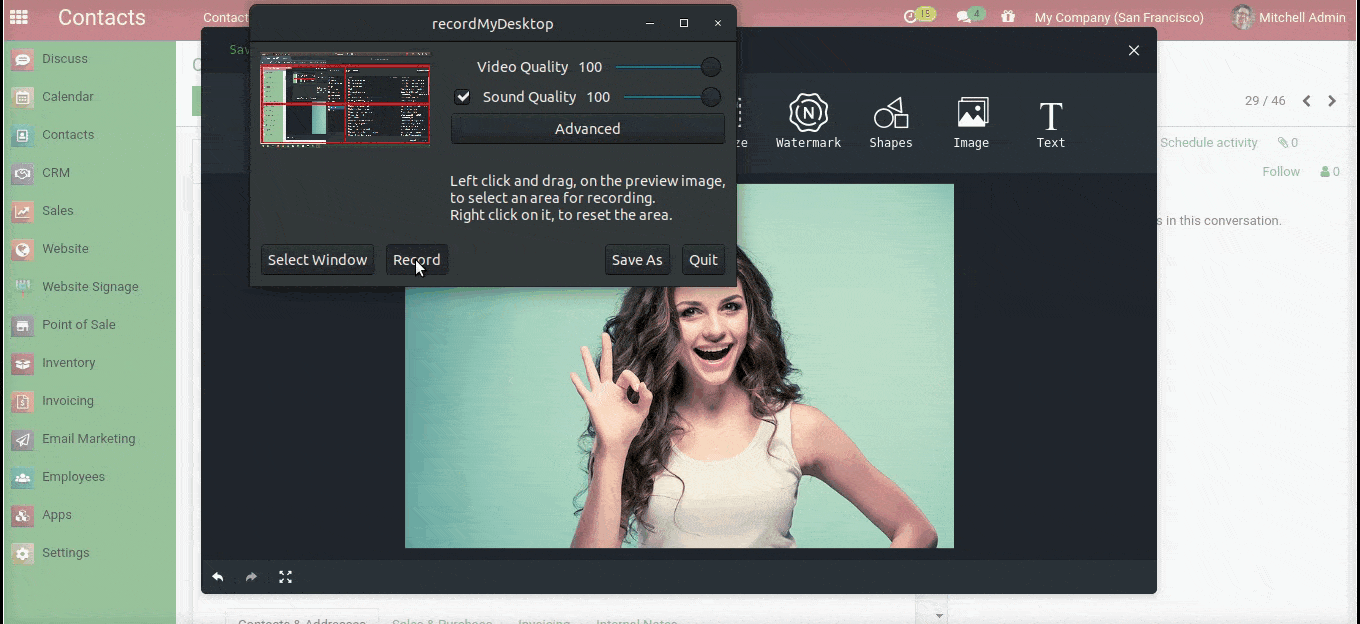 Contacts
Contact
15
4
My Company (San Francisco)
Mitchell Admin
recordMyDesktop
Video Quality 100
Sound Quality 100
Advanced
Left click and drag, on the preview image,
to select an area for recording.
Right click on it, to reset the area.
Select Window
Record
Save As
Quit
Sav
ze
Watermark
N
Shapes
Image
T
Text
29 / 46
Schedule activity
0
Follow
0
s in this conversation.
Discuss
Calendar
Contacts
CRM
Sales
Website
Website Signage
Point of Sale
Inventory
Invoicing
Email Marketing
Employees
Apps
Settings
Contacts & Addresses
Sales & Purchase
Invoicing
Internal Notes